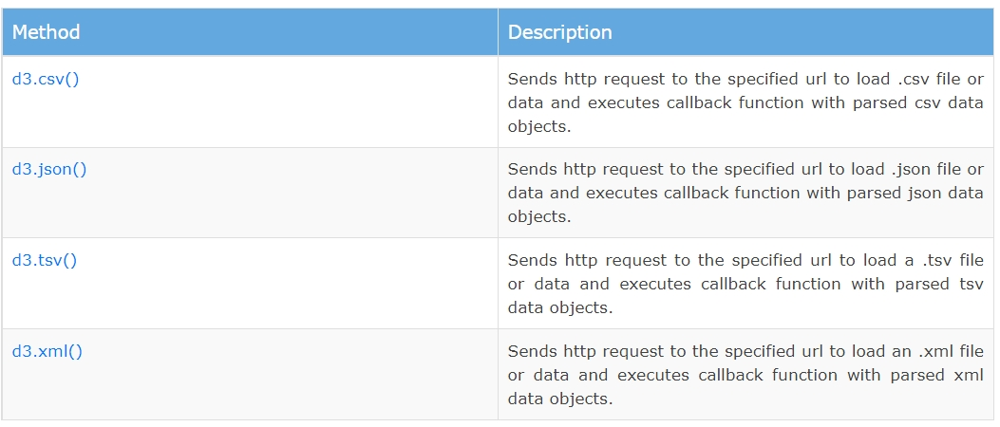 Method Description
d3.csv() Sends http request to the specified url to load .csv file or
data and executes callback function with parsed csv data
objects.
d3.json() Sends http request to the specified url to load .json file or
data and executes callback function with parsed json data
objects.
d3.tsv() Sends http request to the specified url to load a .tsv file
or data and executes callback function with parsed tsv
data objects.
d3.xml() Sends http request to the specified url to load an .xml file
or data and executes callback function with parsed xml
data objects.